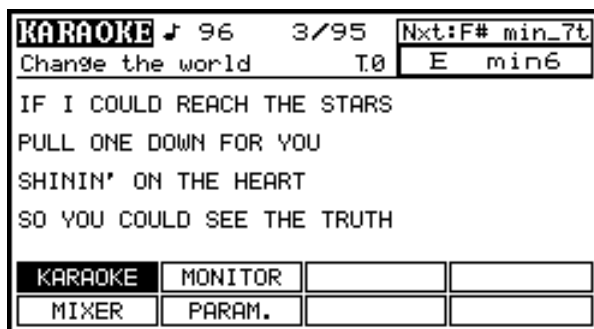 KARAOKE ♪ 96 3/95 Nxt:F# min_7t
Change the world T.0 E min6
IF I COULD REACH THE STARS
PULL ONE DOWN FOR YOU
SHININ' ON THE HEART
SO YOU COULD SEE THE TRUTH
KARAOKE MONITOR
MIXER PARAM.